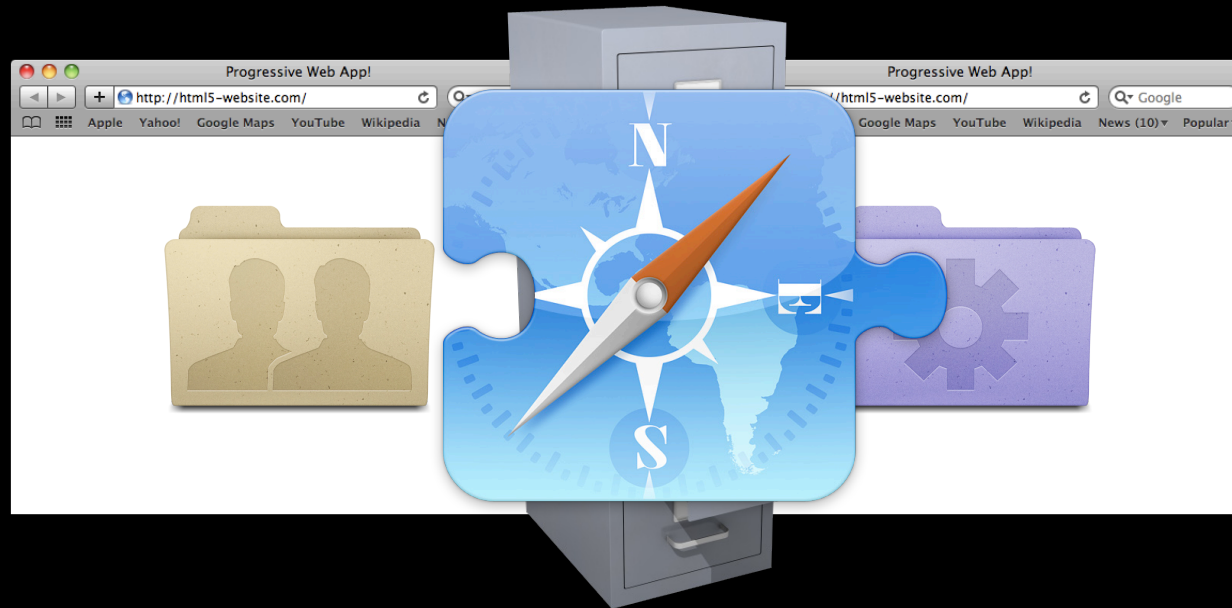 Progressive Web App!
http://html5-website.com/
Apple Yahoo! Google Maps YouTube Wikipedia
Progressive Web App!
/html5-website.com/ Google
Google Maps YouTube Wikipedia News (10) Popular
N
S